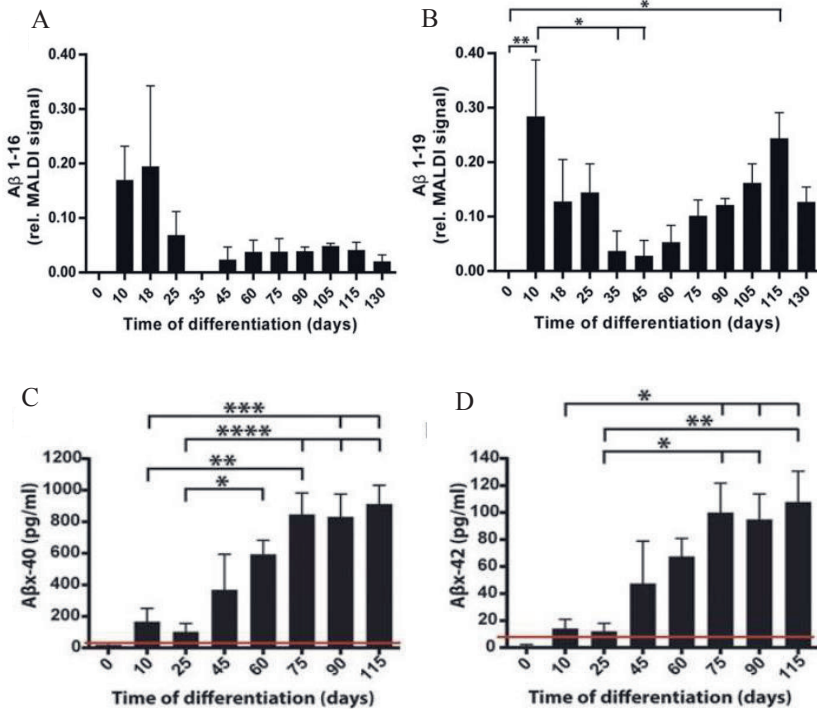 A
Aβ 1-16
(rel. MALDI signal)
0.40
0.30
0.20
0.10
0.00
0 10 18 25 35 45 60 75 90 105 115 130
Time of differentiation (days)
B
*
*
**
Aβ 1-19
(rel. MALDI signal)
0.40
0.30
0.20
0.10
0.00
0 10 18 25 35 45 60 75 90 105 115 130
Time of differentiation (days)
C
***
****
**
*
Aβx-40 (pg/ml)
1200
1000
800
600
400
200
0
0 10 25 45 60 75 90 115
Time of differentiation (days)
D
*
**
*
Aβx-42 (pg/ml)
140
120
100
80
60
40
20
0
0 10 25 45 60 75 90 115
Time of differentiation (days)